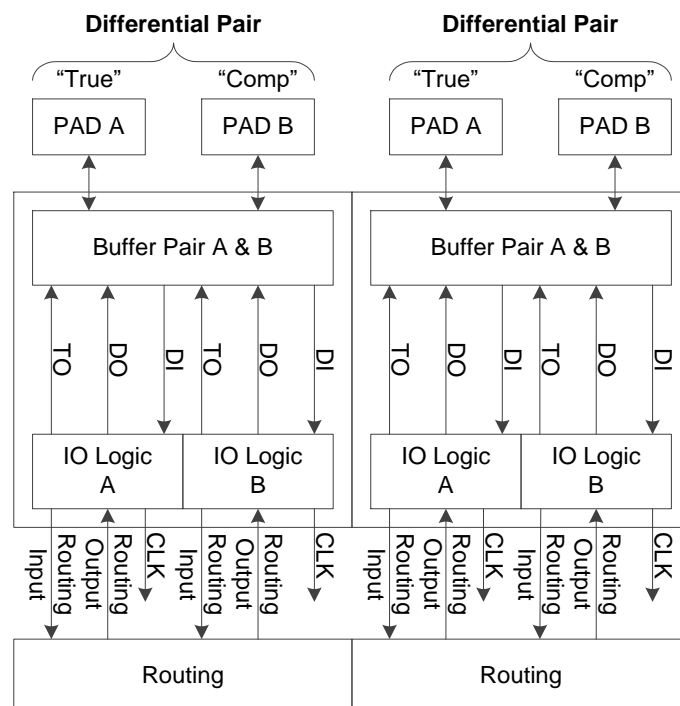 Differential Pair
Differential Pair
“True”
“Comp”
“True”
“Comp”
PAD A
PAD B
PAD A
PAD B
Buffer Pair A & B
Buffer Pair A & B
TO
DO
DI
TO
DO
DI
TO
DO
DI
TO
DO
DI
IO Logic
A
IO Logic
B
IO Logic
A
IO Logic
B
Routing
Input
Routing
Output
CLK
Routing
Input
Routing
Output
CLK
Routing
Input
Routing
Output
CLK
Routing
Input
Routing
Output
CLK
Routing
Routing